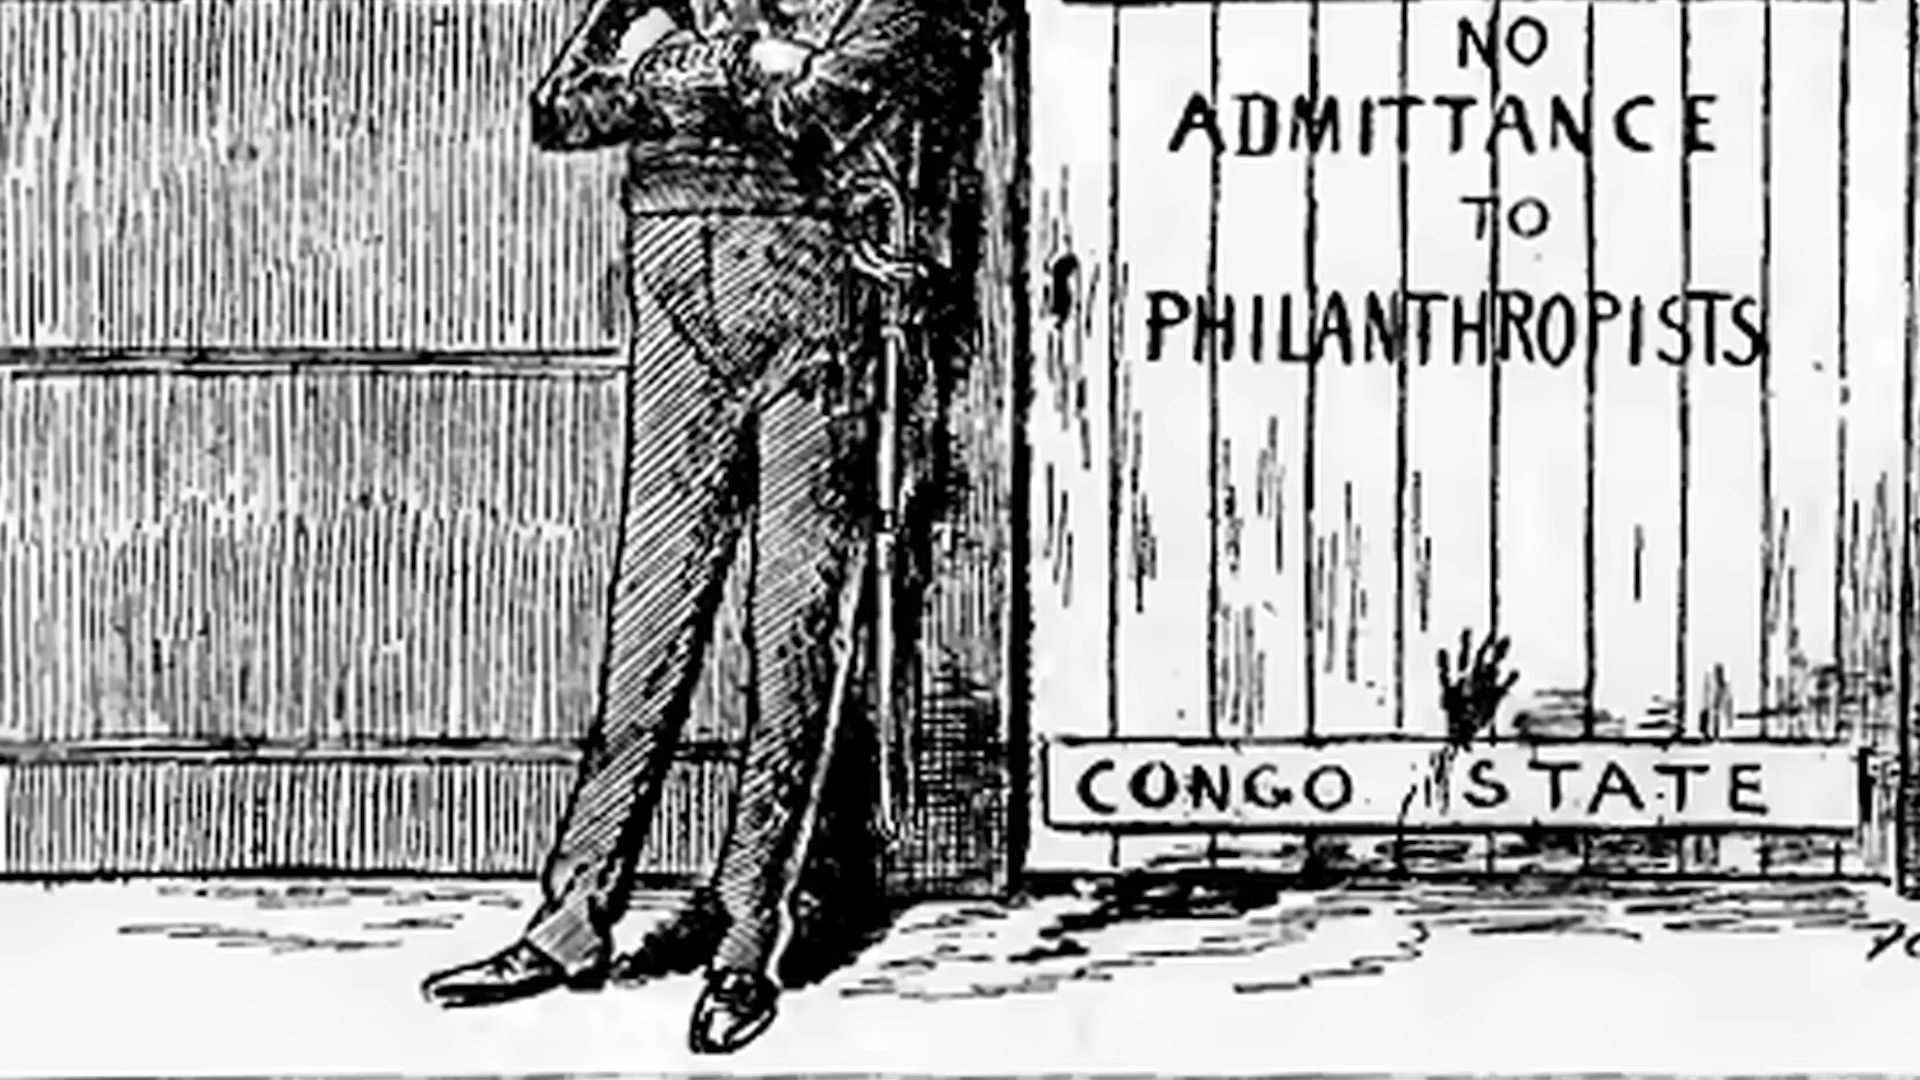 NO
ADMITTANCE
TO
PHILANTHROPISTS
CONGO STATE